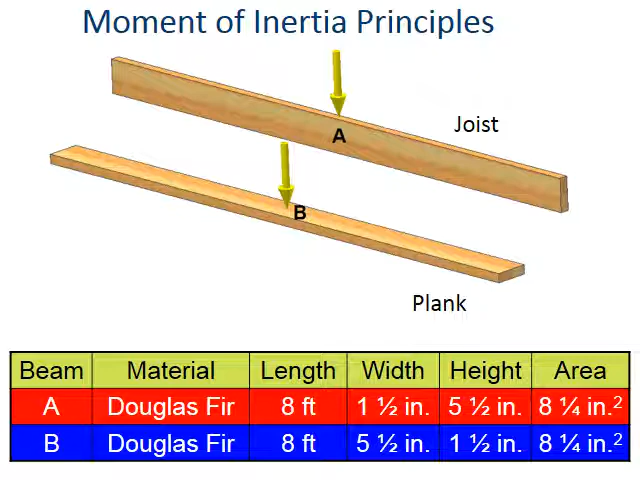 Moment of Inertia Principles
Joist
A
B
Plank
Beam Material Length Width Height Area
A Douglas Fir 8 ft 1 ½ in. 5 ½ in. 8 ¼ in.²
B Douglas Fir 8 ft 5 ½ in. 1 ½ in. 8 ¼ in.²